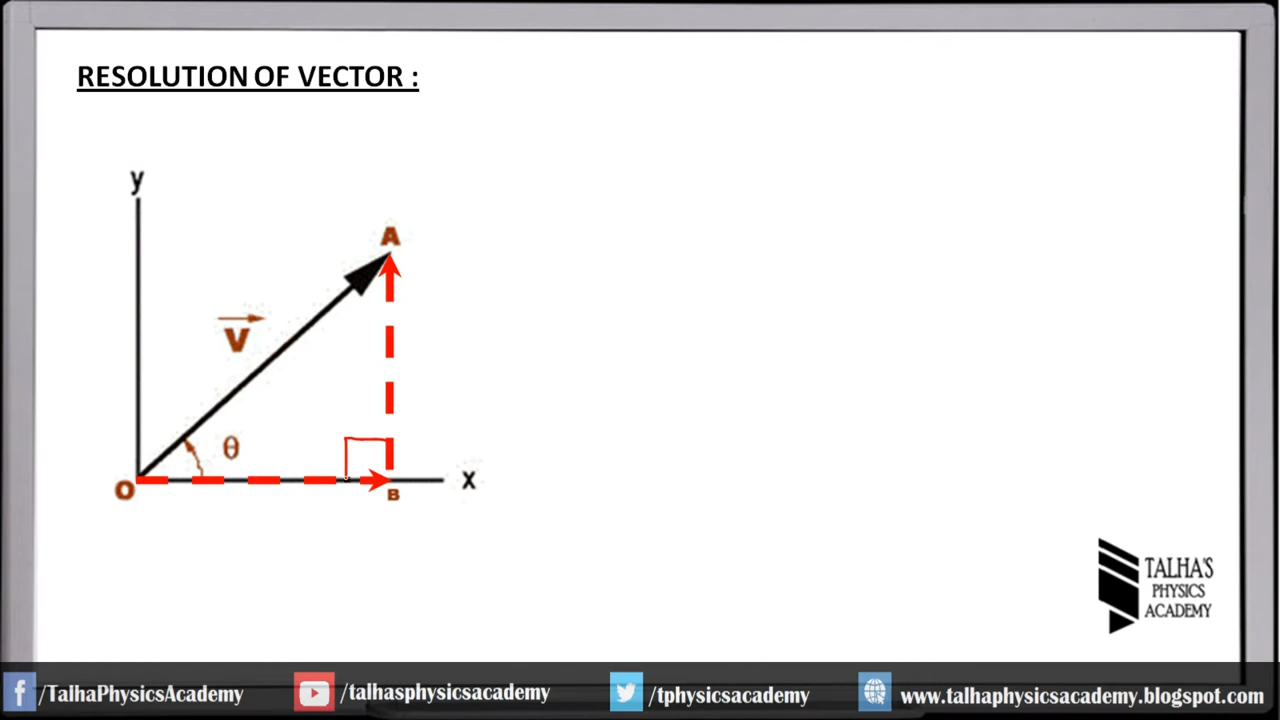 RESOLUTION OF VECTOR :
y
A
V
θ
O
B
x
TALHA'S
PHYSICS
ACADEMY
/TalhaPhysicsAcademy
/talhasphysicsacademy
/tphysicsacademy
www.talhaphysicsacademy.blogspot.com